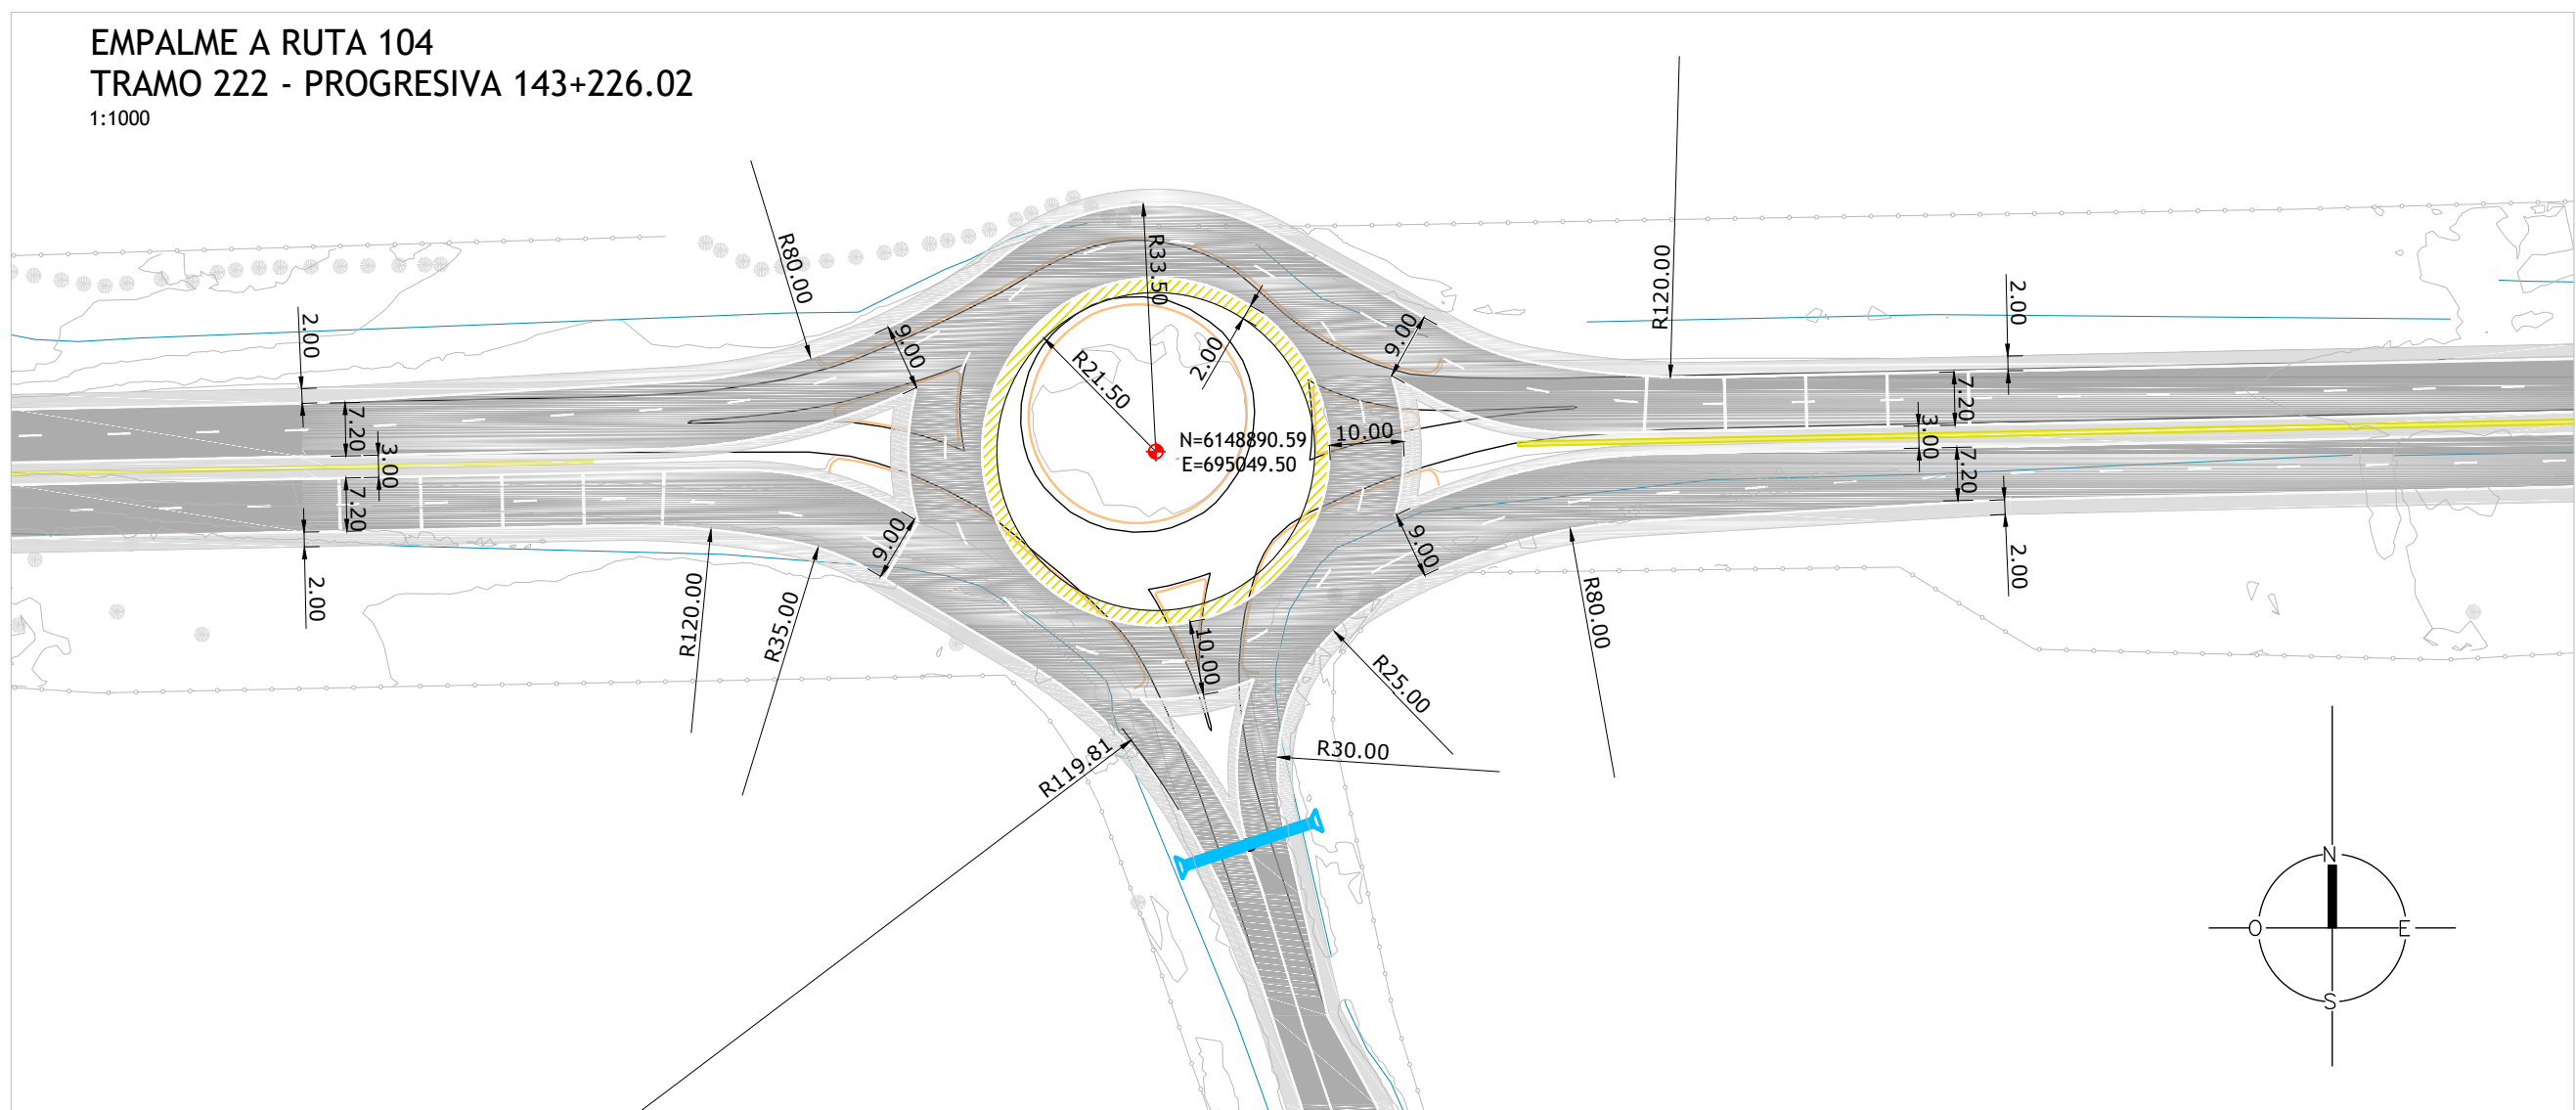 EMPALME A RUTA 104
TRAMO 222 - PROGRESIVA 143+226.02
1:1000
R80.00
R33.50
R120.00
2.00
2.00
9.00
9.00
2.00
R21.50
7.20
7.20
3.00
3.00
N=6148890.59
E=695049.50
10.00
7.20
7.20
9.00
9.00
2.00
2.00
R120.00
R35.00
R80.00
10.00
R25.00
R119.81
R30.00
N
O
E
S